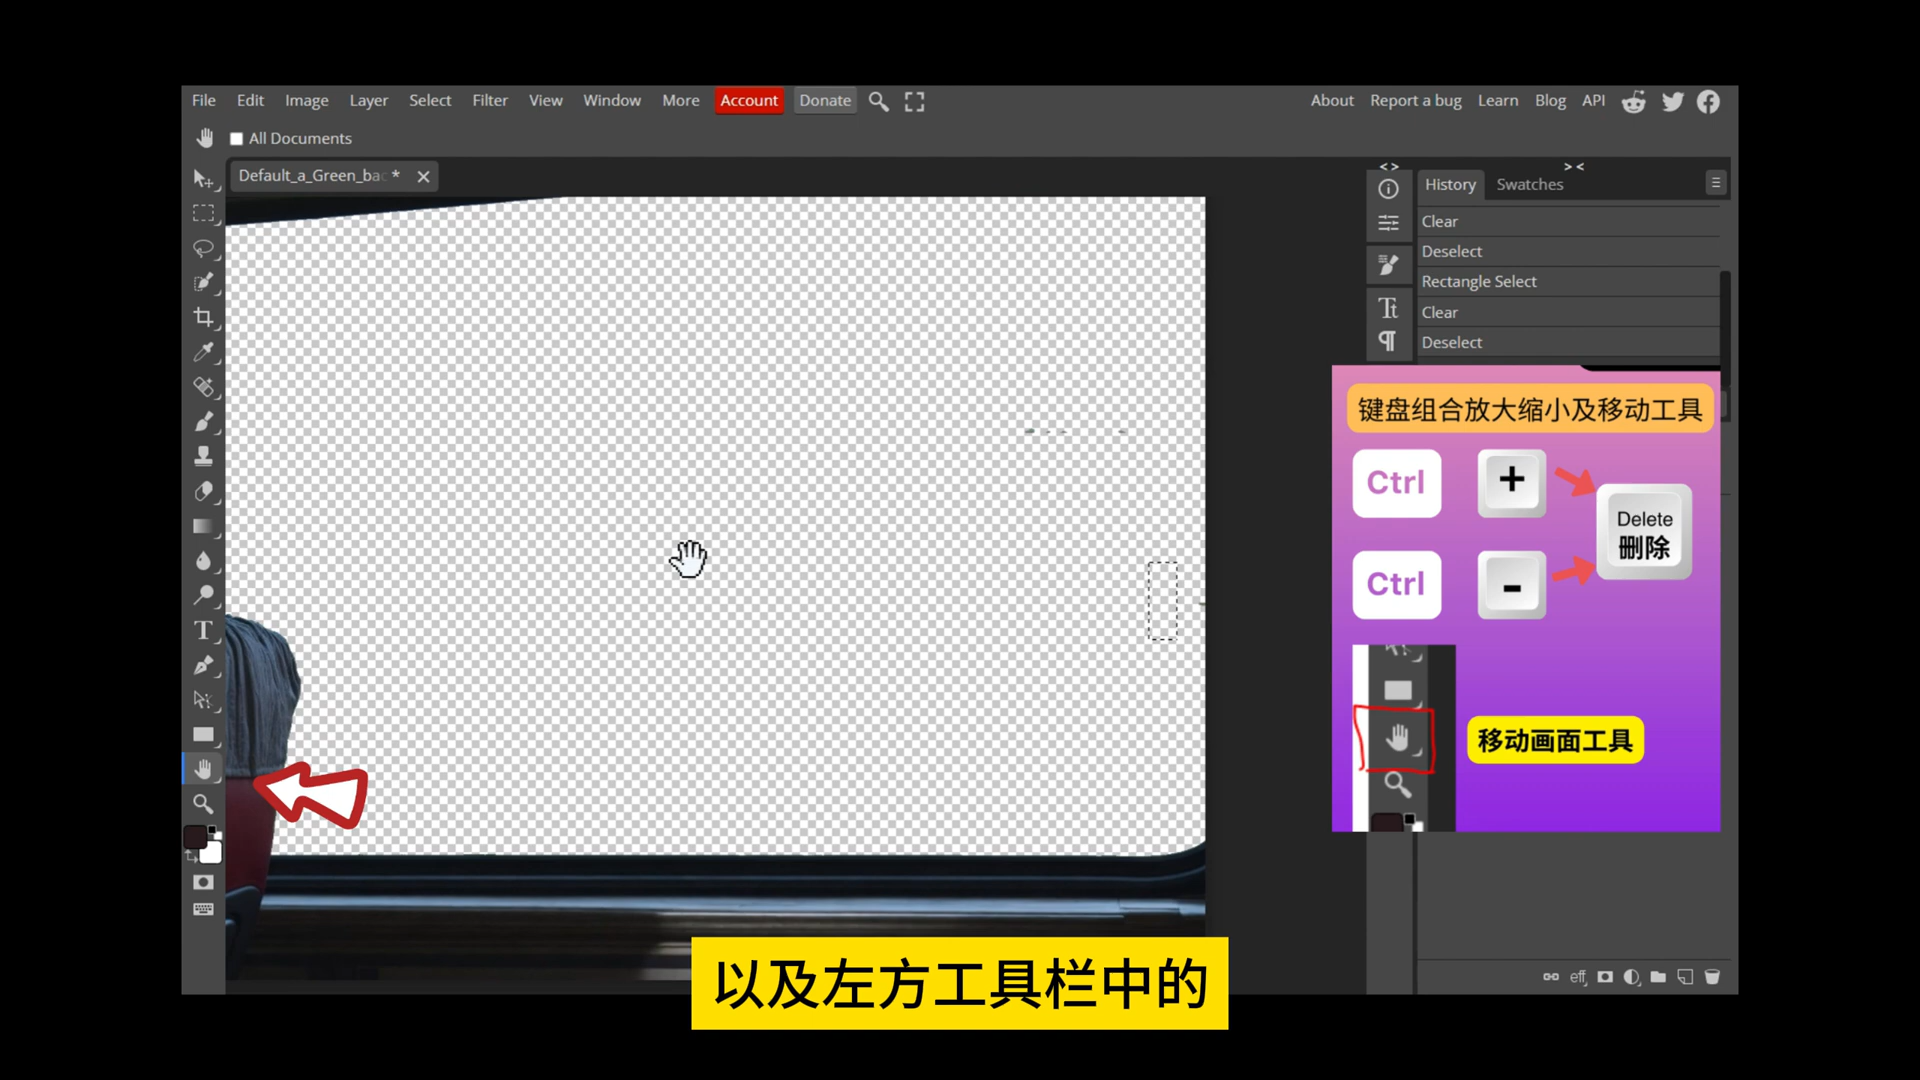 File Edit Image Layer Select Filter View Window More Account Donate About Report a bug Learn Blog API
All Documents
Default_a_Green_bac *
History Swatches
Clear
Deselect
Rectangle Select
Clear
Deselect
键盘组合放大缩小及移动工具
Ctrl + Delete
删除
Ctrl -
移动画面工具
eff
以及左方工具栏中的